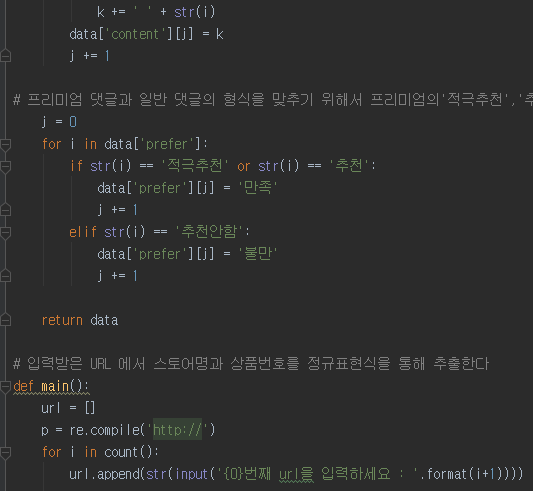 k += ' ' + str(i)
data['content'][j] = k
j += 1
# 프리미엄 댓글과 일반 댓글의 형식을 맞추기 위해서 프리미엄의'적극추천','추
j = 0
for i in data['prefer']:
if str(i) == '적극추천' or str(i) == '추천':
data['prefer'][j] = '만족'
j += 1
elif str(i) == '추천안함':
data['prefer'][j] = '불만'
j += 1
return data
# 입력받은 URL 에서 스토어명과 상품번호를 정규표현식을 통해 추출한다
def main():
url = []
p = re.compile('http://')
for i in count():
url.append(str(input('{0}번째 url을 입력하세요 : '.format(i+1))))